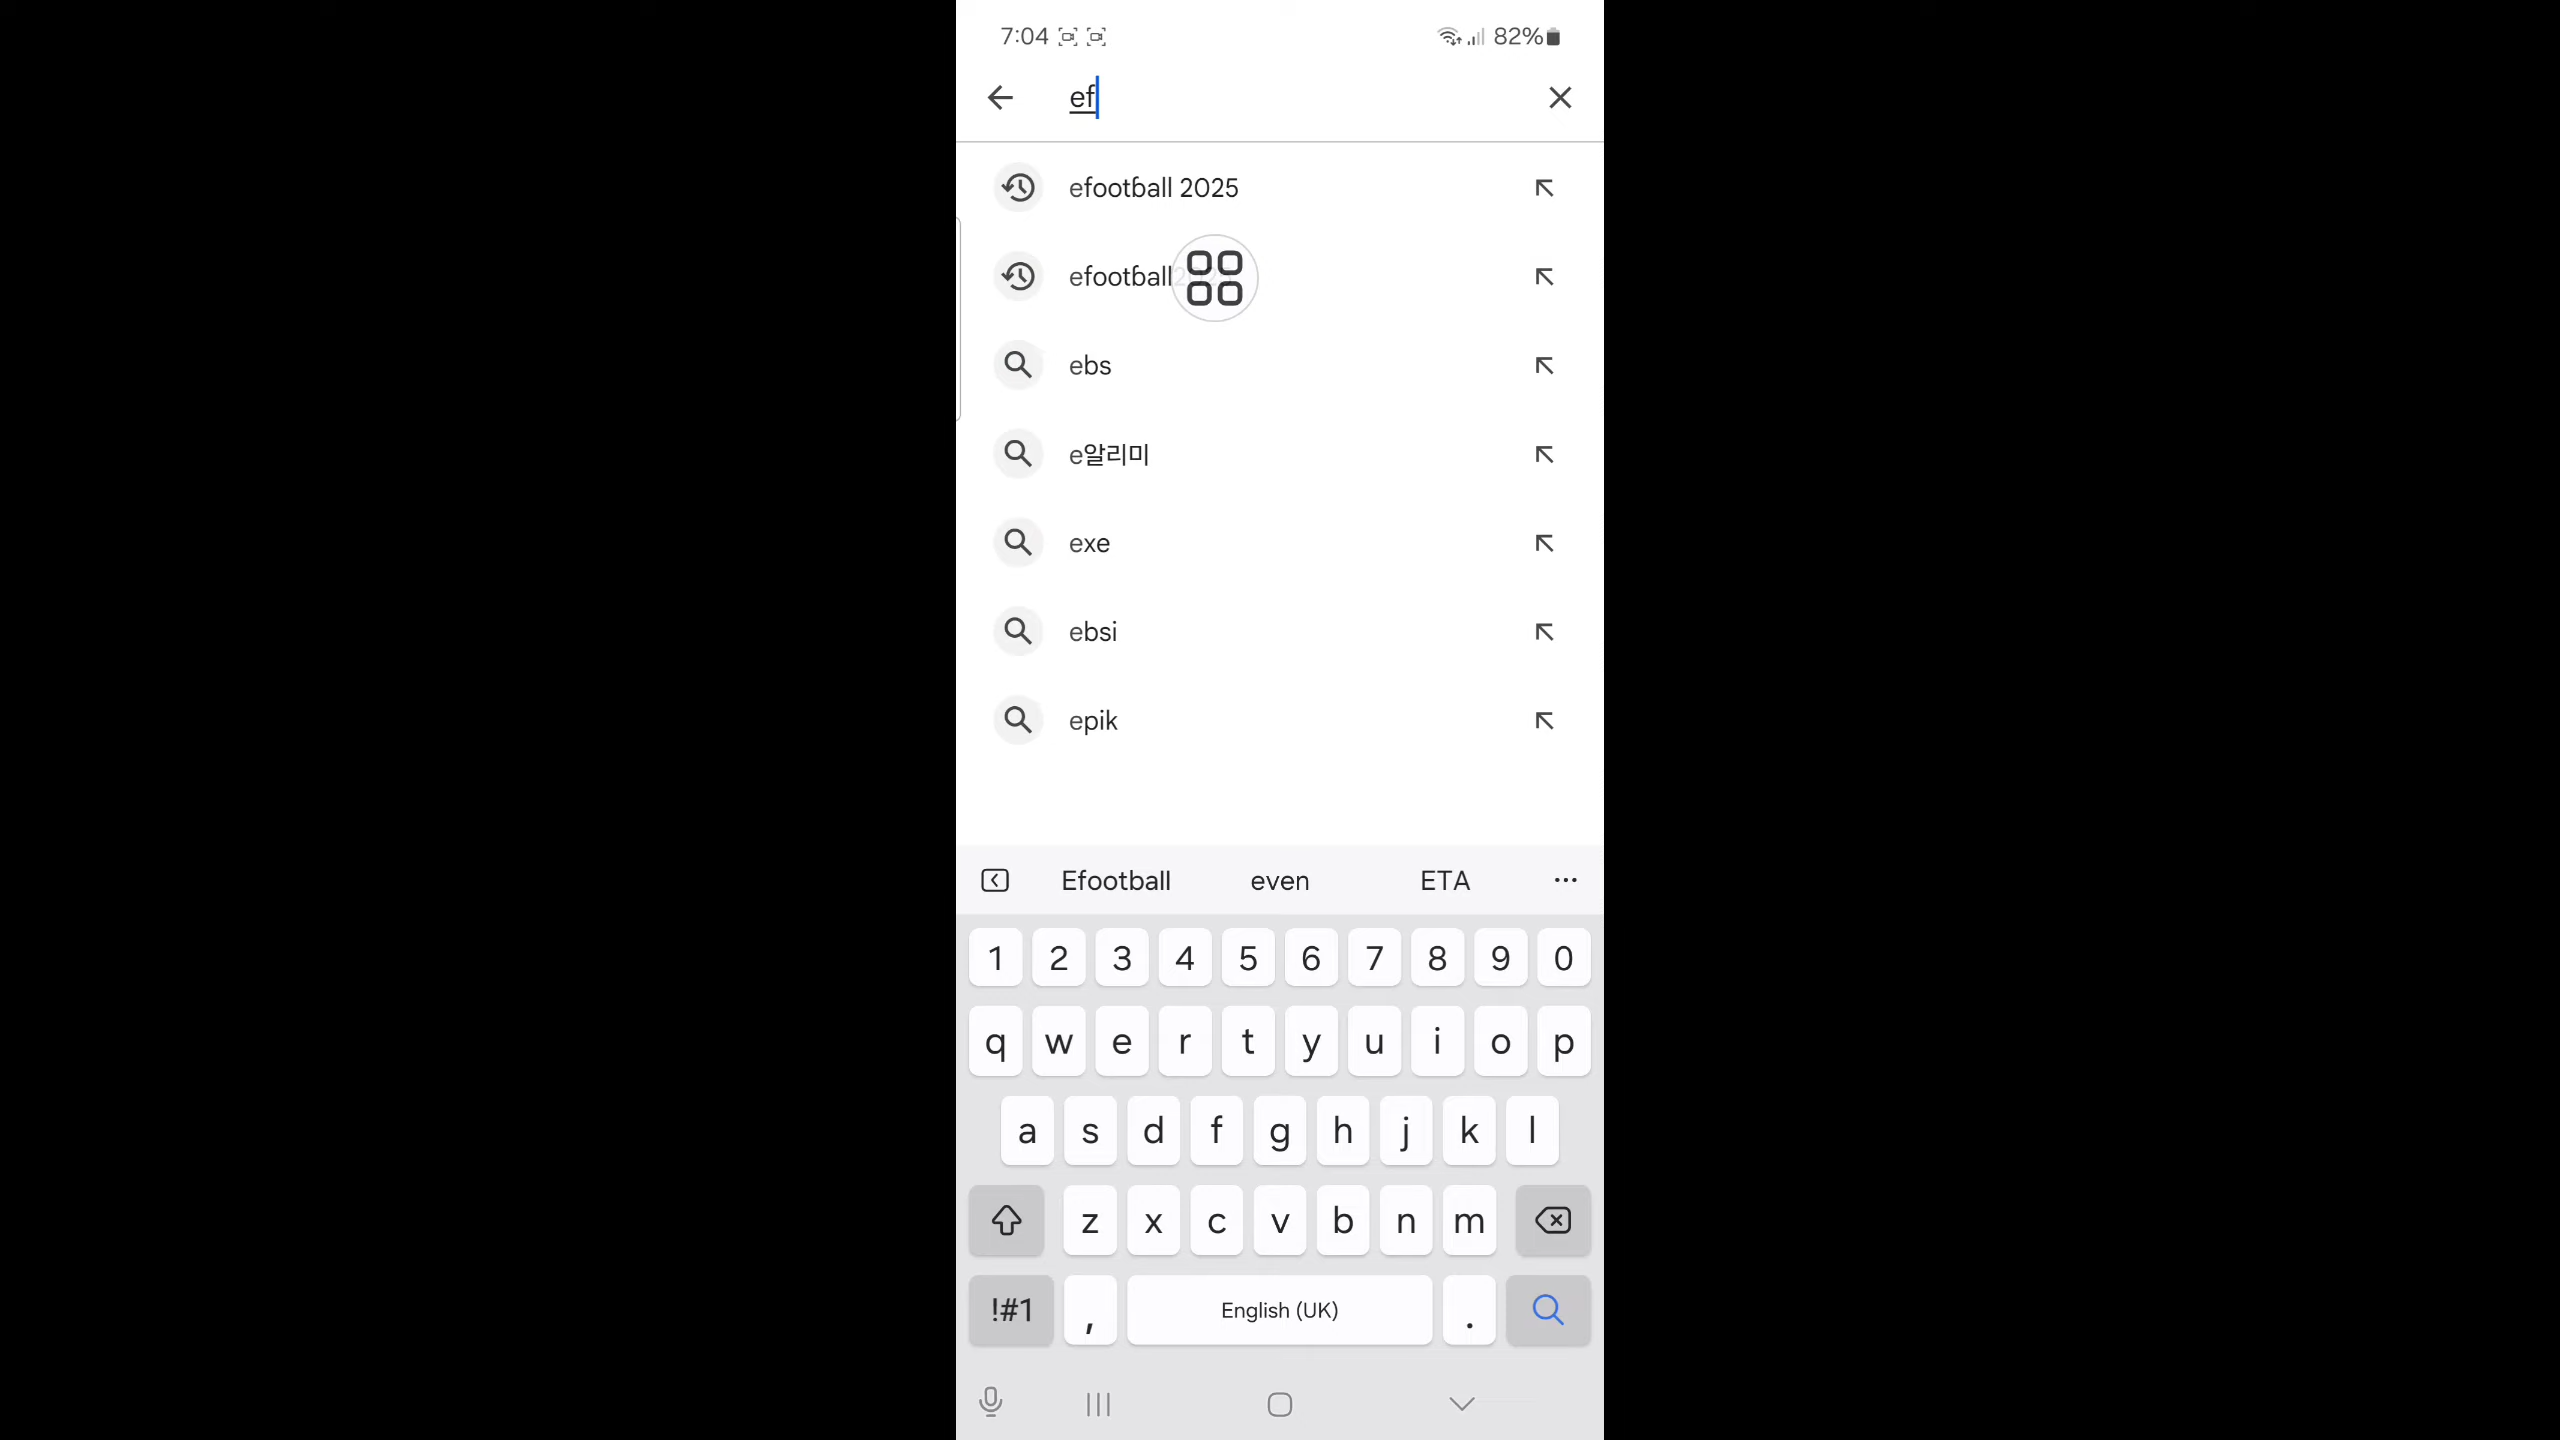 7:04 82%
ef
efootball 2025
efootball
ebs
e알리미
exe
ebsi
epik
Efootball even ETA ...
1 2 3 4 5 6 7 8 9 0
q w e r t y u i o p
a s d f g h j k l
z x c v b n m
!#1 , English (UK) .